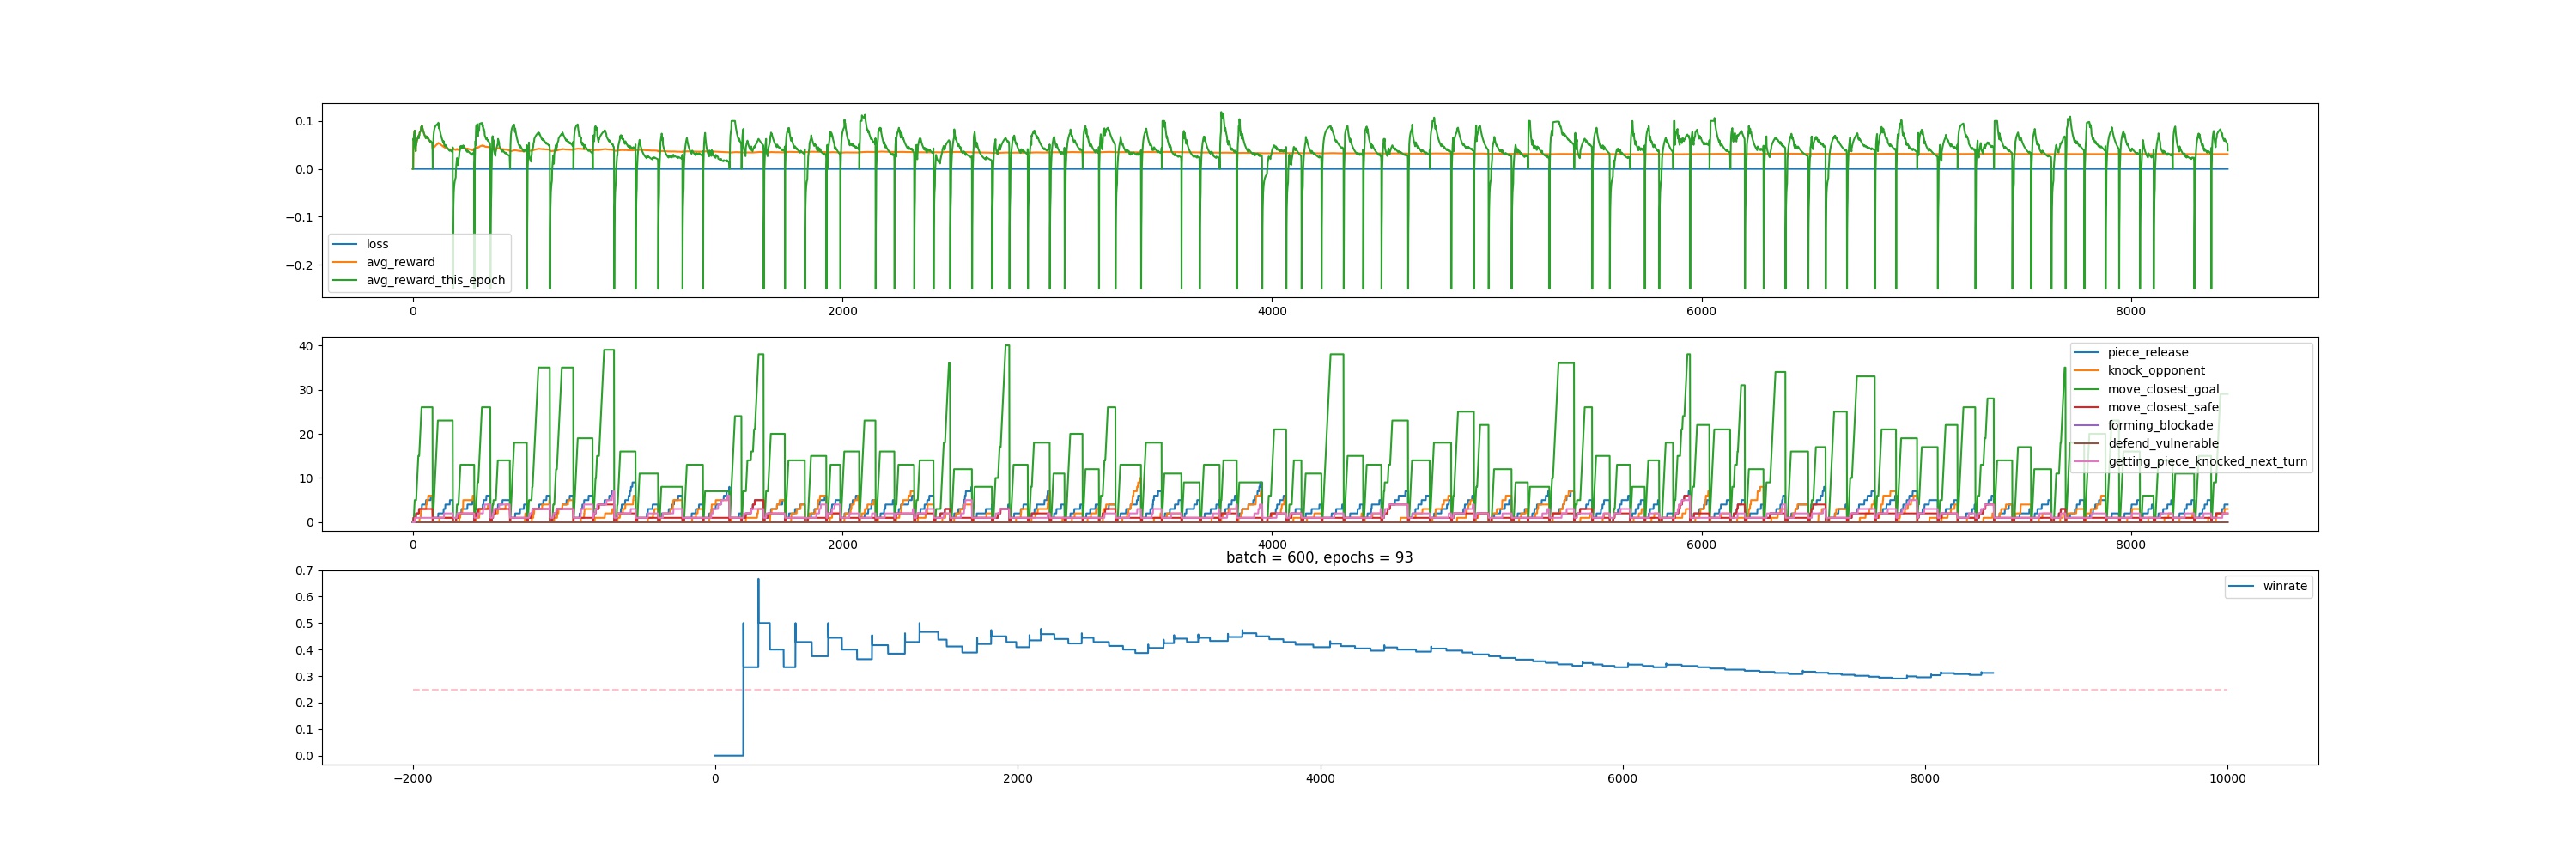 0.1
0.0
−0.1
−0.2
loss
avg_reward
avg_reward_this_epoch
0 2000 4000 6000 8000
40
30
20
10
0
piece_release
knock_opponent
move_closest_goal
move_closest_safe
forming_blockade
defend_vulnerable
getting_piece_knocked_next_turn
0 2000 4000 6000 8000
batch = 600, epochs = 93
0.7
0.6
0.5
0.4
0.3
0.2
0.1
0.0
winrate
−2000 0 2000 4000 6000 8000 10000